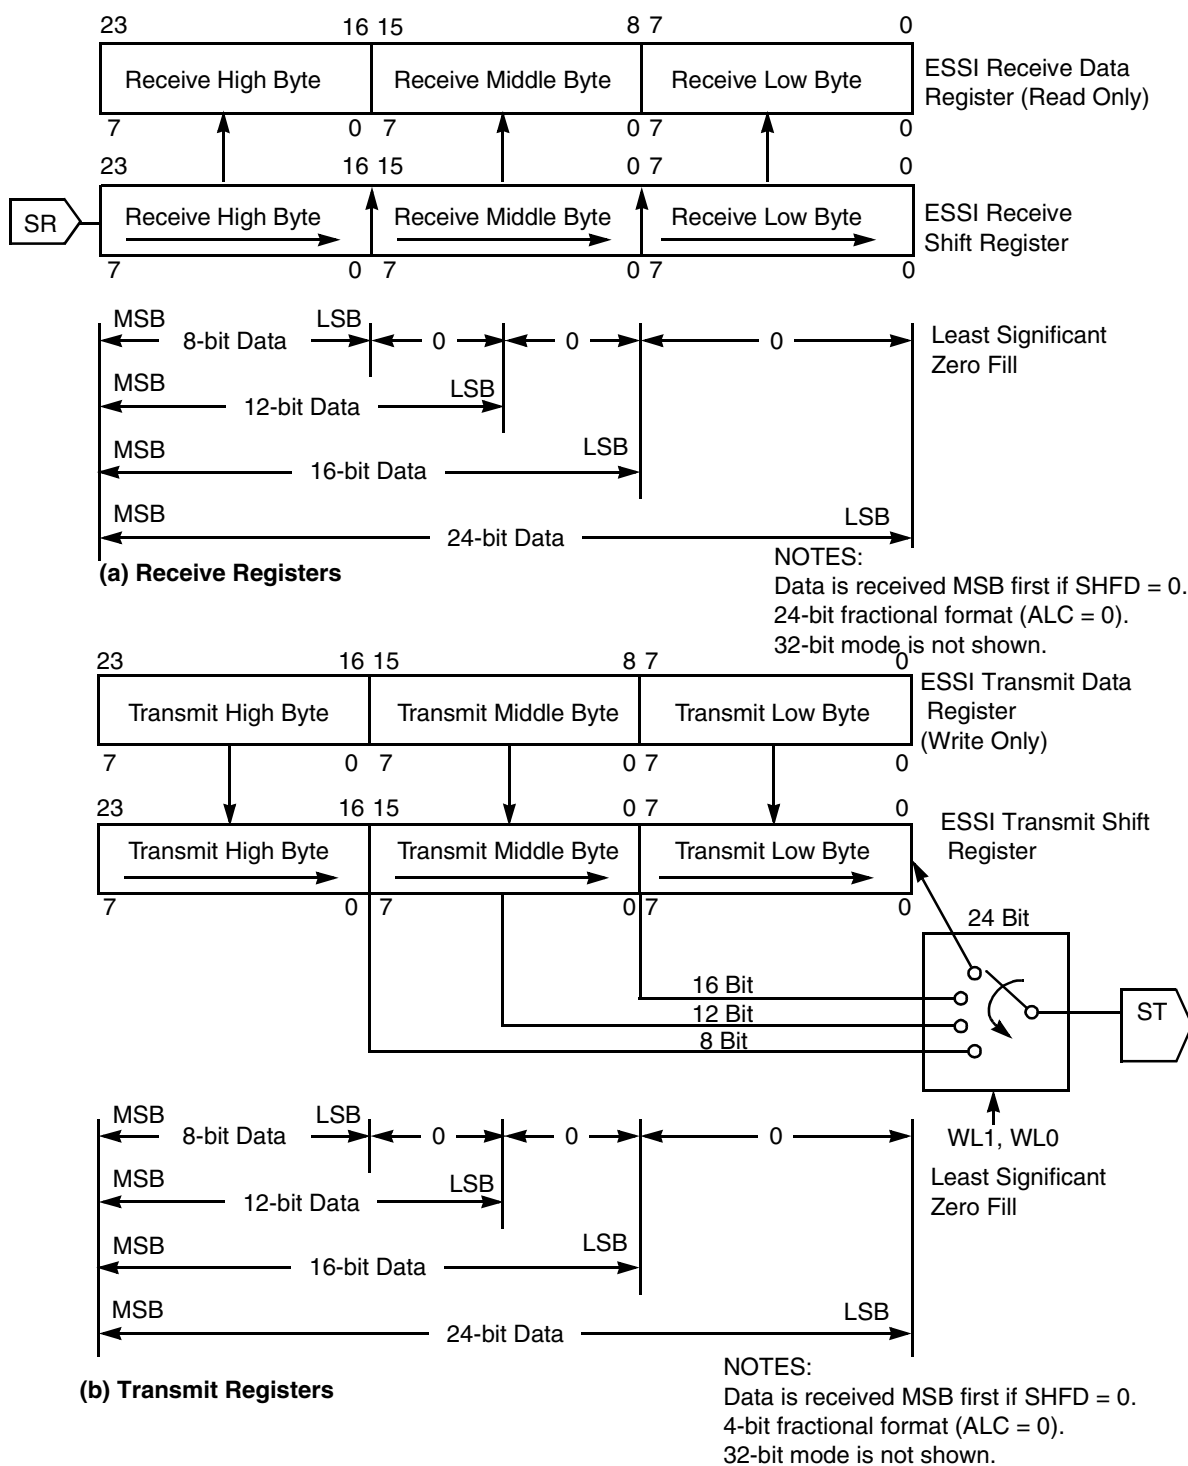 23 16 15 8 7 0
Receive High Byte Receive Middle Byte Receive Low Byte
ESSI Receive Data
Register (Read Only)
7 0 7 0 7 0
23 16 15 0 7 0
SR
Receive High Byte Receive Middle Byte Receive Low Byte
ESSI Receive
Shift Register
7 0 7 0 7 0
MSB LSB
8-bit Data 0 0 0
Least Significant
Zero Fill
MSB LSB
12-bit Data
MSB LSB
16-bit Data
MSB LSB
24-bit Data
(a) Receive Registers
NOTES:
Data is received MSB first if SHFD = 0.
24-bit fractional format (ALC = 0).
32-bit mode is not shown.
23 16 15 8 7 0
Transmit High Byte Transmit Middle Byte Transmit Low Byte
ESSI Transmit Data
Register
(Write Only)
7 0 7 0 7 0
23 16 15 0 7 0
Transmit High Byte Transmit Middle Byte Transmit Low Byte
ESSI Transmit Shift
Register
7 0 7 0 7 0
24 Bit
16 Bit
12 Bit
8 Bit
ST
WL1, WL0
MSB LSB
8-bit Data 0 0 0
Least Significant
Zero Fill
MSB LSB
12-bit Data
MSB LSB
16-bit Data
MSB LSB
24-bit Data
(b) Transmit Registers
NOTES:
Data is received MSB first if SHFD = 0.
4-bit fractional format (ALC = 0).
32-bit mode is not shown.